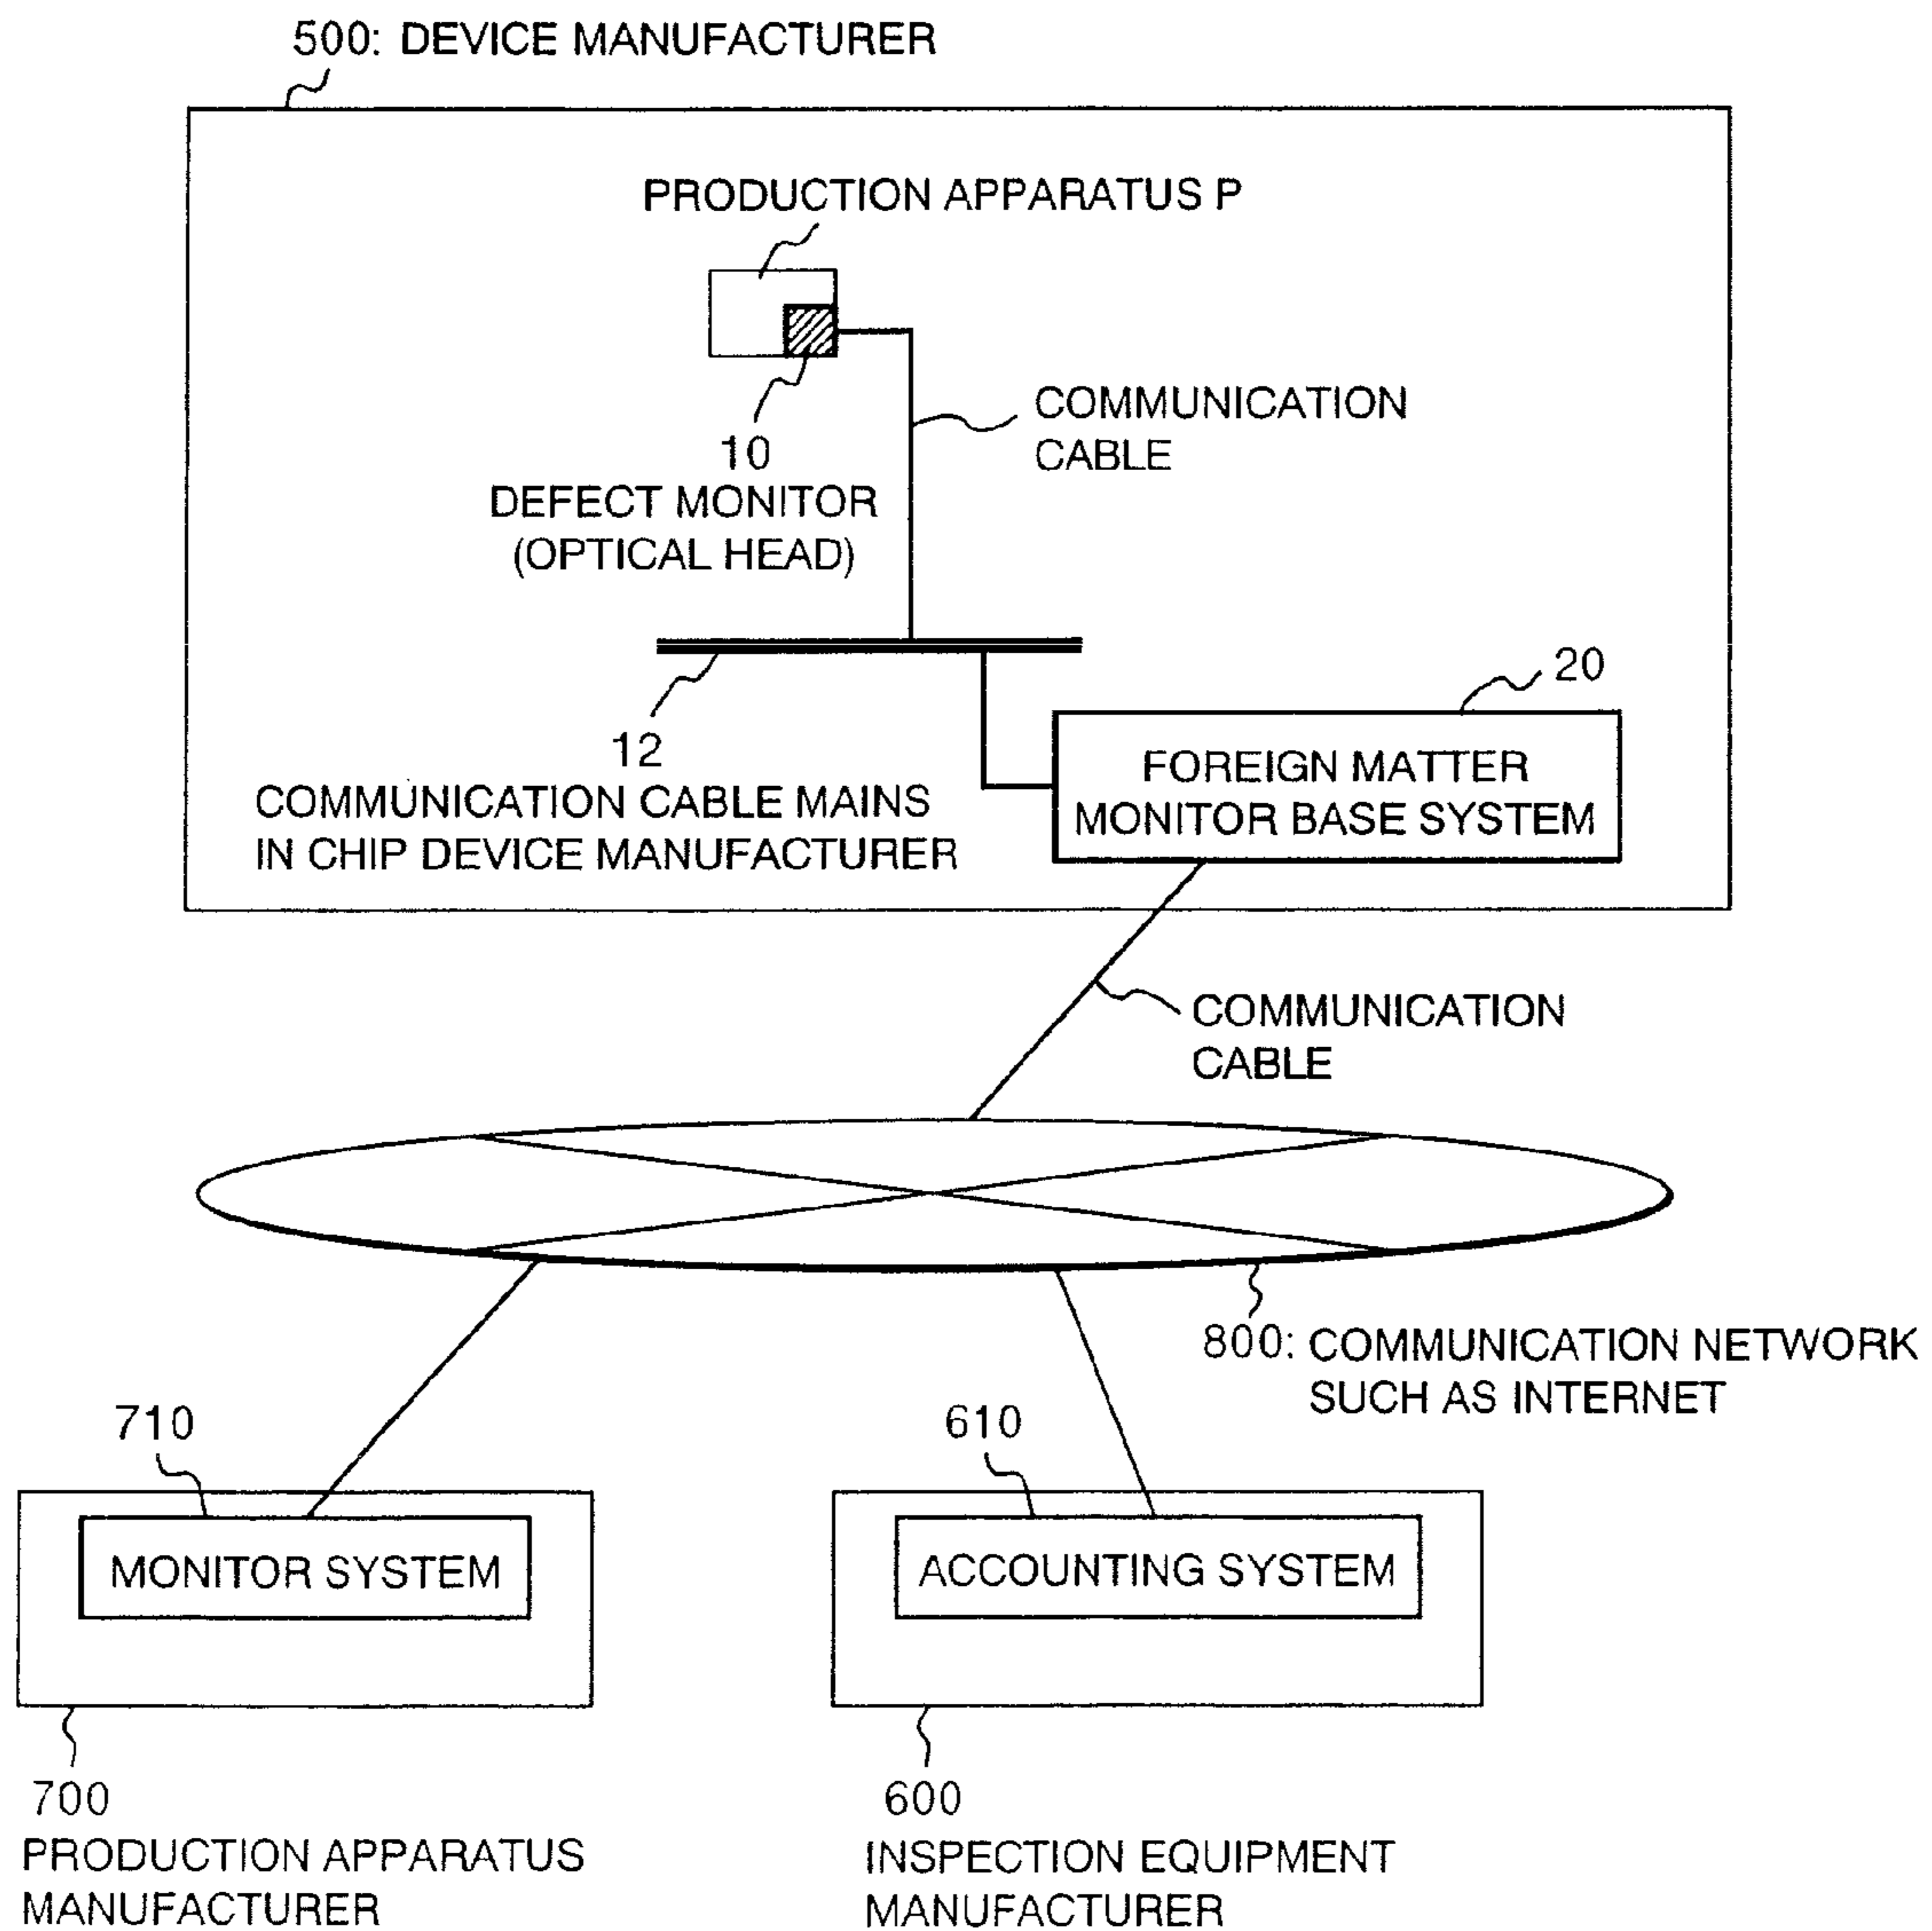 500: DEVICE MANUFACTURER
PRODUCTION APPARATUS P
COMMUNICATION
CABLE
10
DEFECT MONITOR
(OPTICAL HEAD)
20
12
COMMUNICATION CABLE MAINS
IN CHIP DEVICE MANUFACTURER
FOREIGN MATTER
MONITOR BASE SYSTEM
COMMUNICATION
CABLE
800: COMMUNICATION NETWORK
SUCH AS INTERNET
710
MONITOR SYSTEM
610
ACCOUNTING SYSTEM
700
PRODUCTION APPARATUS
MANUFACTURER
600
INSPECTION EQUIPMENT
MANUFACTURER